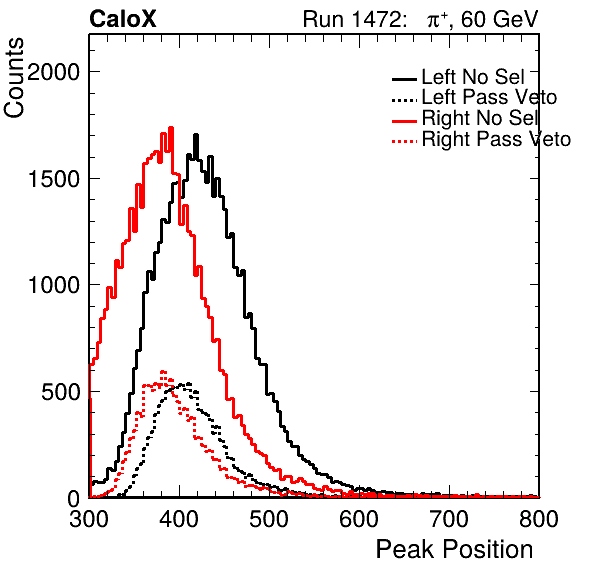 CaloX Run 1472: π+, 60 GeV
Counts
2000
1500
1000
500
0
Left No Sel
Left Pass Veto
Right No Sel
Right Pass Veto
300 400 500 600 700 800
Peak Position